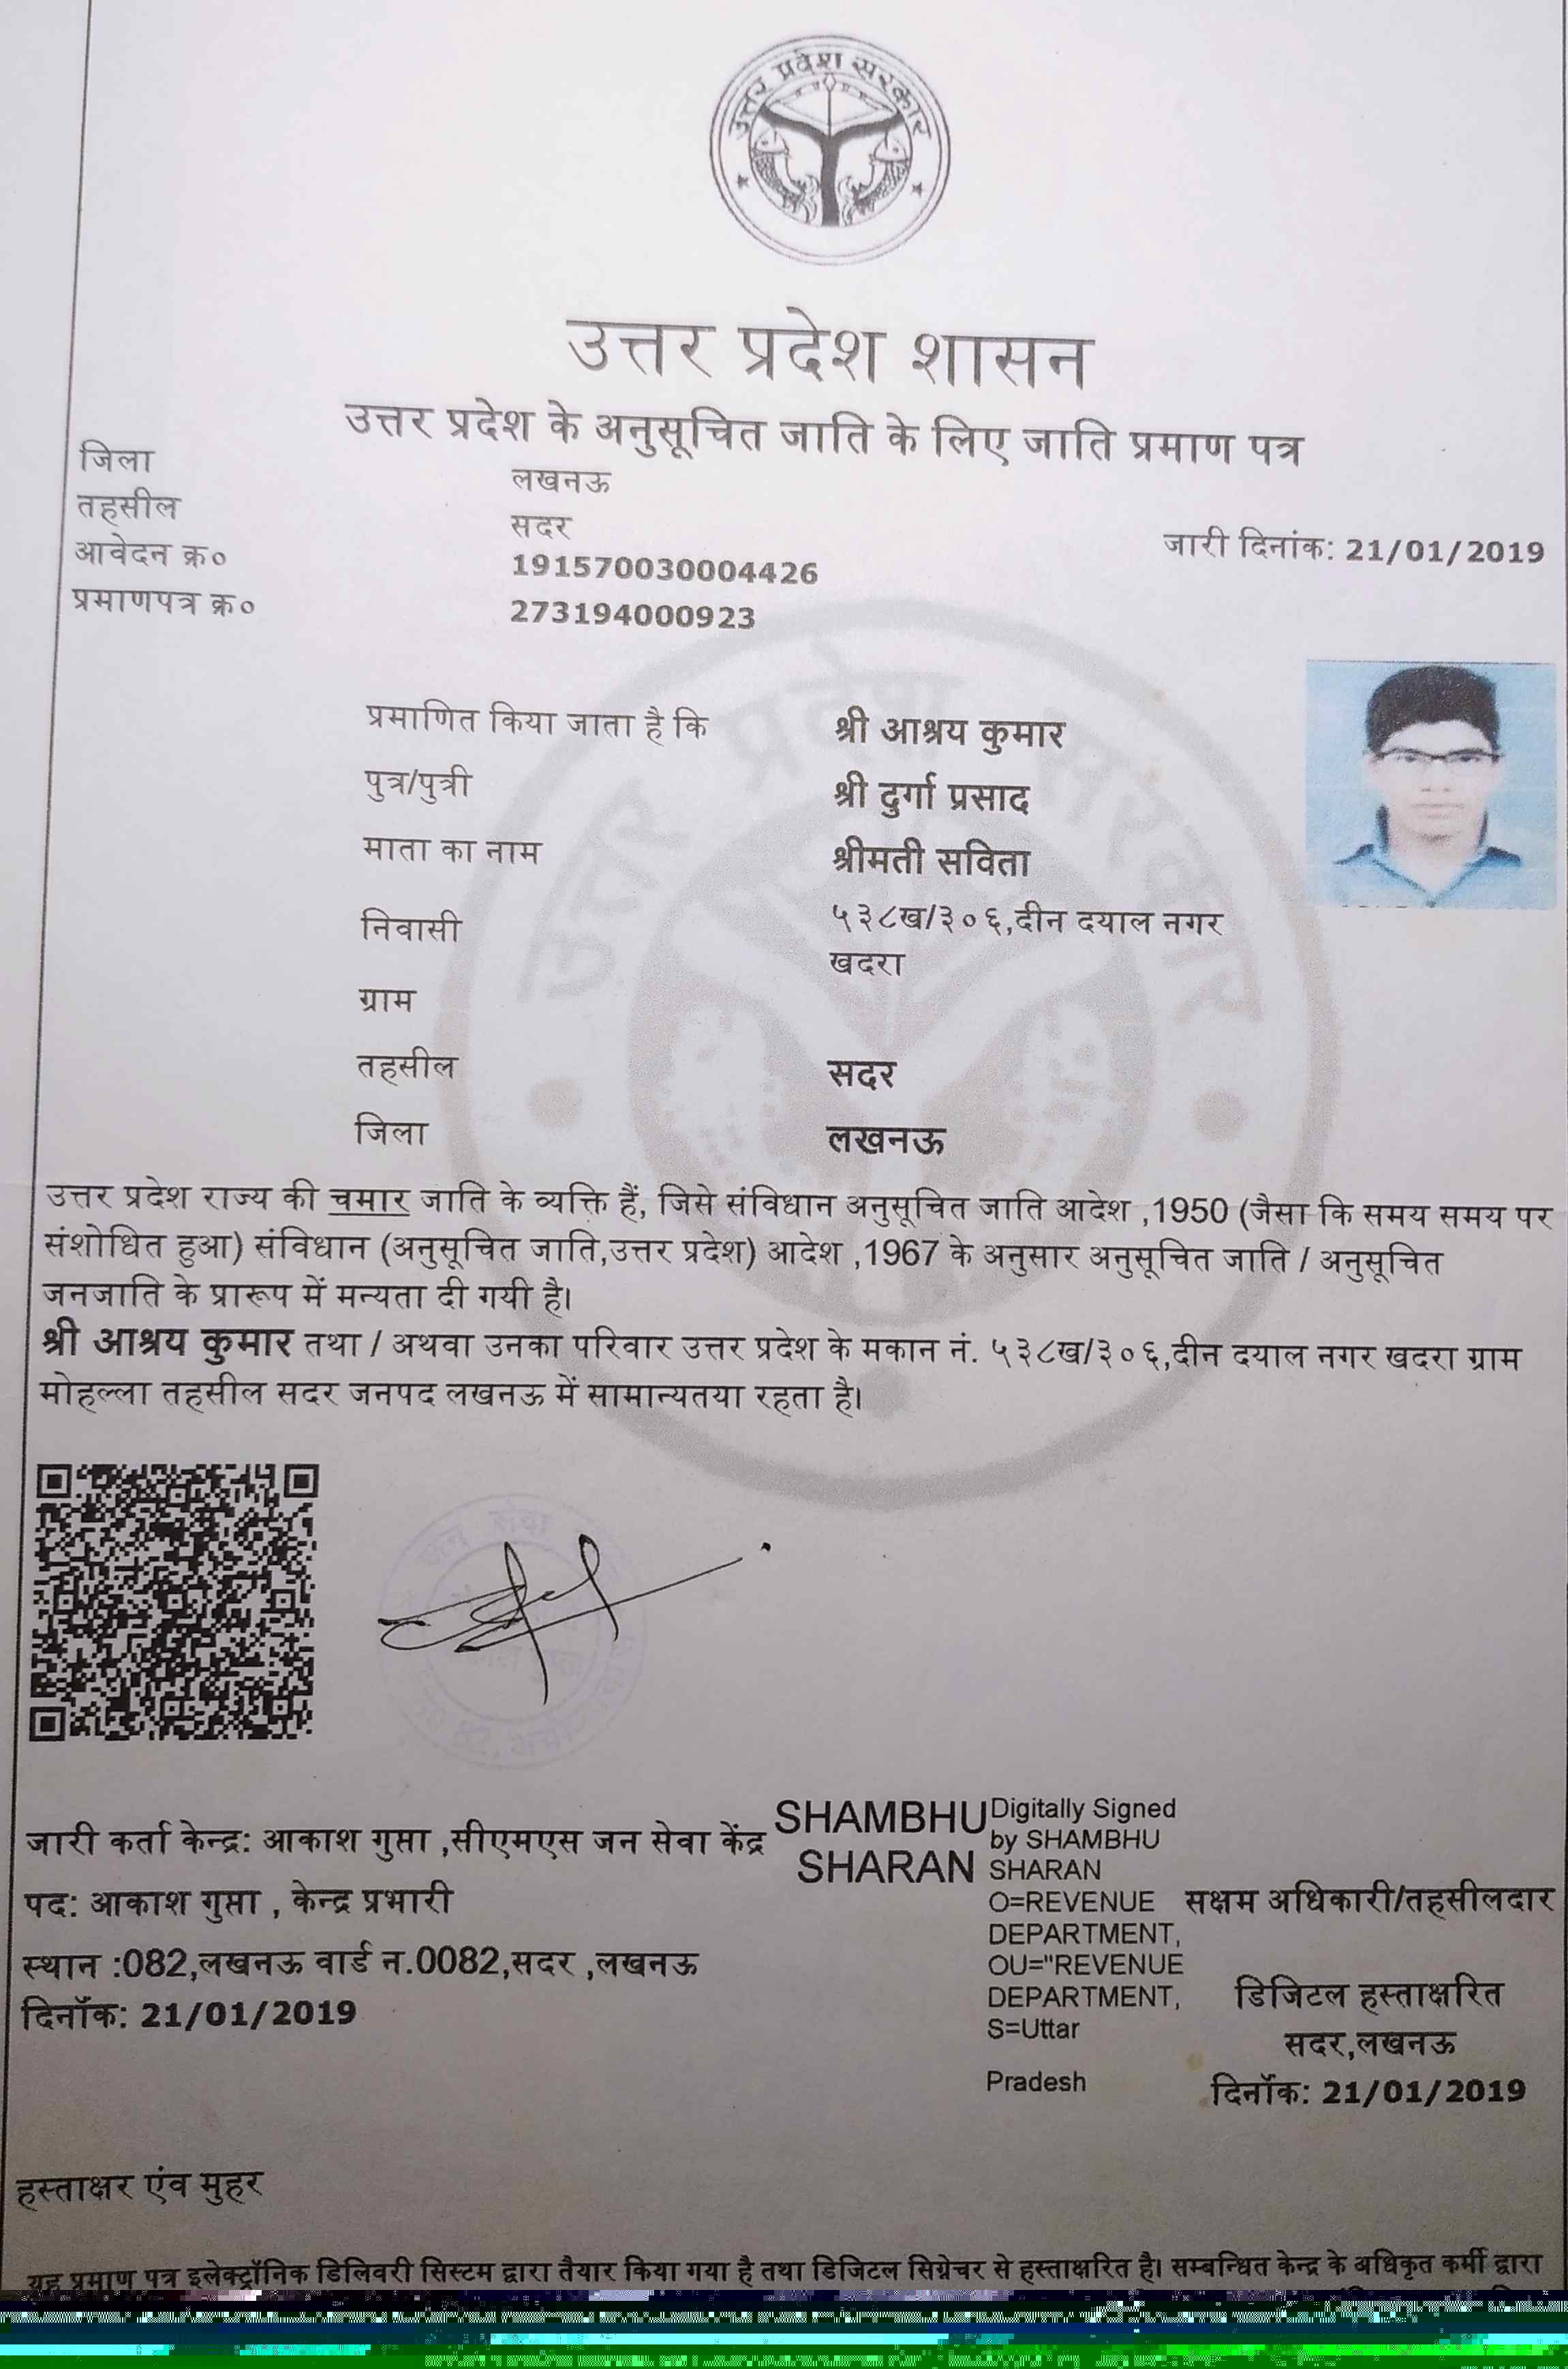 उत्तर प्रदेश सरकार
उत्तर प्रदेश शासन
उत्तर प्रदेश के अनुसूचित जाति के लिए जाति प्रमाण पत्र
जिला लखनऊ
तहसील सदर
आवेदन क्र० 191570030004426 जारी दिनांक: 21/01/2019
प्रमाणपत्र क्र० 273194000923
प्रमाणित किया जाता है कि श्री आश्रय कुमार
पुत्र/पुत्री श्री दुर्गा प्रसाद
माता का नाम श्रीमती सविता
निवासी ५३८ख/३०६,दीन दयाल नगर
खदरा
ग्राम
तहसील सदर
जिला लखनऊ
उत्तर प्रदेश राज्य की चमार जाति के व्यक्ति हैं, जिसे संविधान अनुसूचित जाति आदेश ,1950 (जैसा कि समय समय पर
संशोधित हुआ) संविधान (अनुसूचित जाति,उत्तर प्रदेश) आदेश ,1967 के अनुसार अनुसूचित जाति / अनुसूचित
जनजाति के प्रारूप में मन्यता दी गयी है।
श्री आश्रय कुमार तथा / अथवा उनका परिवार उत्तर प्रदेश के मकान नं. ५३८ख/३०६,दीन दयाल नगर खदरा ग्राम
मोहल्ला तहसील सदर जनपद लखनऊ में सामान्यतया रहता है।
जन सेवा
SHAMBHU
SHARAN
Digitally Signed
by SHAMBHU
SHARAN
O=REVENUE
DEPARTMENT,
OU="REVENUE
DEPARTMENT,
S=Uttar
Pradesh
जारी कर्ता केन्द्र: आकाश गुप्ता ,सीएमएस जन सेवा केंद्र
पद: आकाश गुप्ता , केन्द्र प्रभारी
स्थान :082,लखनऊ वार्ड न.0082,सदर ,लखनऊ
दिनॉक: 21/01/2019
सक्षम अधिकारी/तहसीलदार
डिजिटल हस्ताक्षरित
सदर,लखनऊ
दिनॉक: 21/01/2019
हस्ताक्षर एंव मुहर
यह प्रमाण पत्र इलेक्ट्रॉनिक डिलिवरी सिस्टम द्वारा तैयार किया गया है तथा डिजिटल सिग्नेचर से हस्ताक्षरित है। सम्बन्धित केन्द्र के अधिकृत कर्मी द्वारा